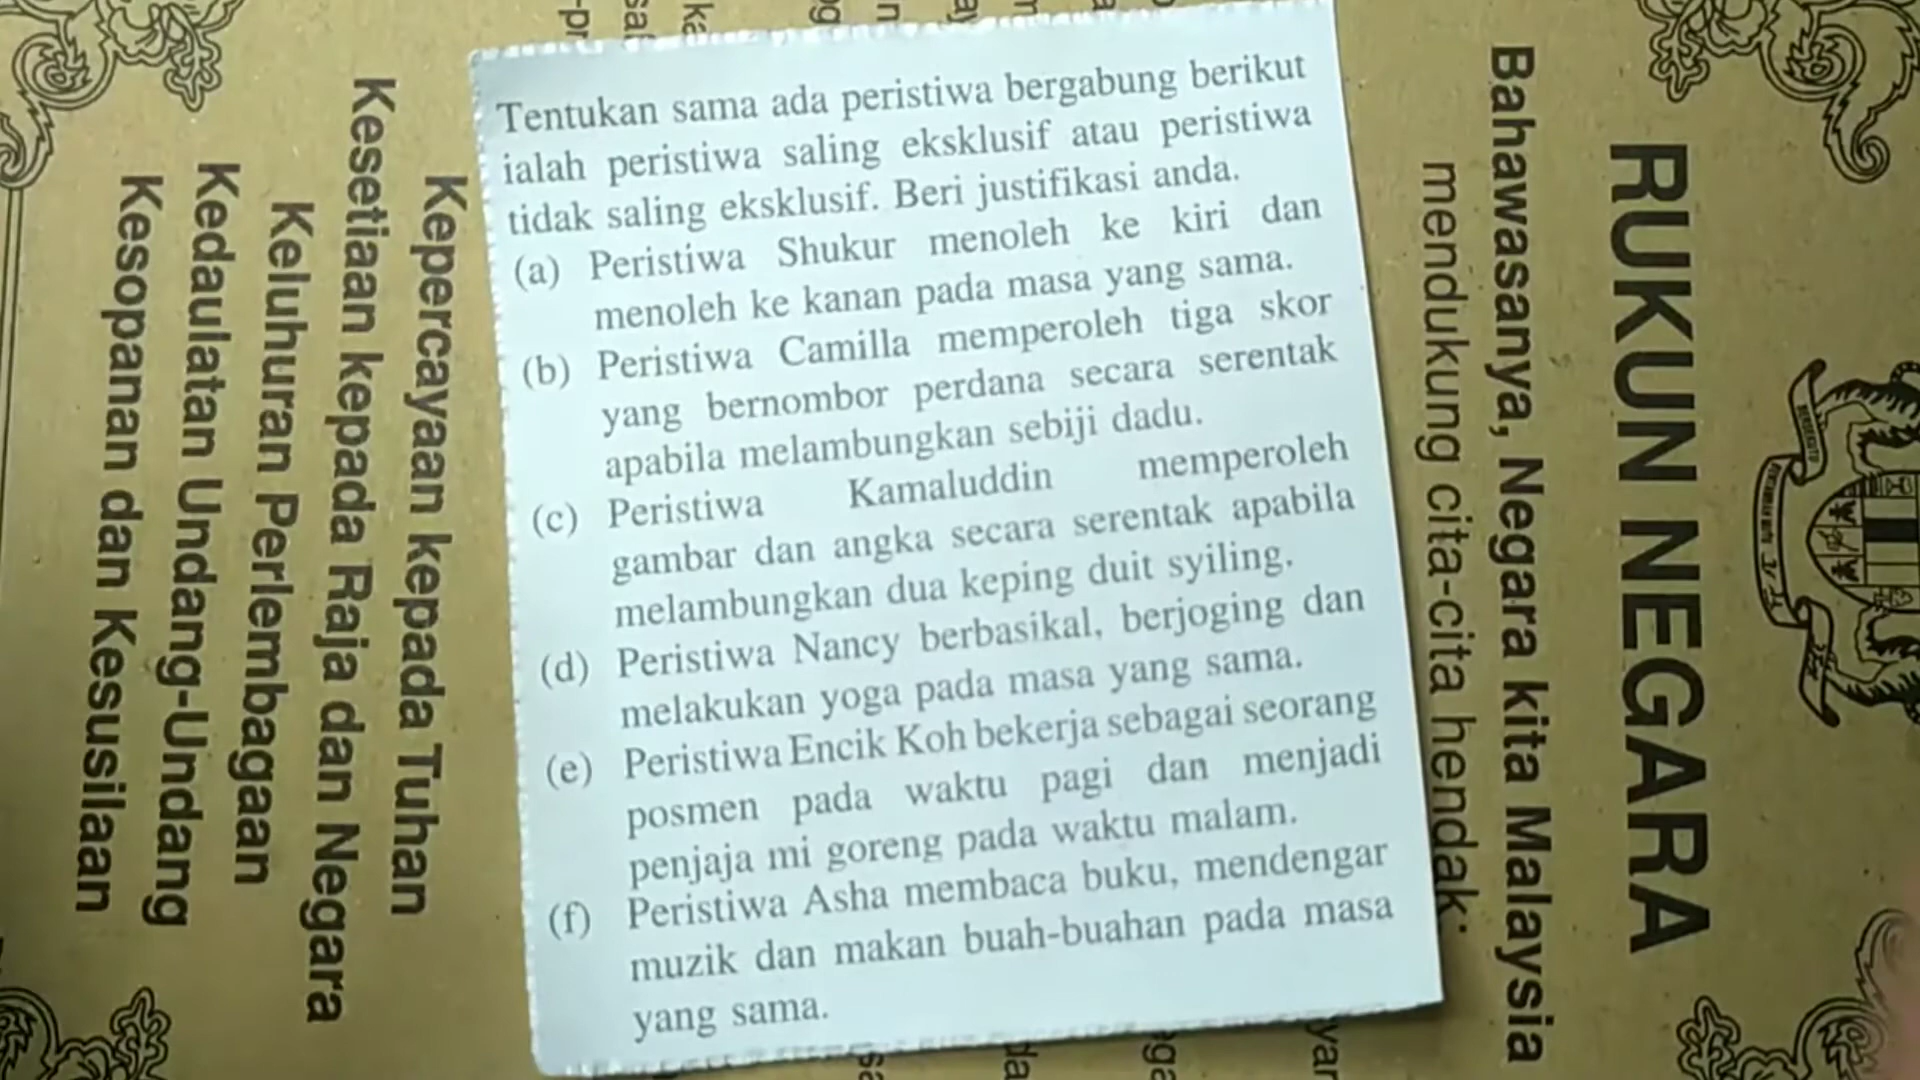 Tentukan sama ada peristiwa bergabung berikut
ialah peristiwa saling eksklusif atau peristiwa
tidak saling eksklusif. Beri justifikasi anda.
(a) Peristiwa Shukur menoleh ke kiri dan
menoleh ke kanan pada masa yang sama.
(b) Peristiwa Camilla memperoleh tiga skor
yang bernombor perdana secara serentak
apabila melambungkan sebiji dadu.
(c) Peristiwa Kamaluddin memperoleh
gambar dan angka secara serentak apabila
melambungkan dua keping duit syiling.
(d) Peristiwa Nancy berbasikal, berjoging dan
melakukan yoga pada masa yang sama.
(e) Peristiwa Encik Koh bekerja sebagai seorang
posmen pada waktu pagi dan menjadi
penjaja mi goreng pada waktu malam.
(f) Peristiwa Asha membaca buku, mendengar
muzik dan makan buah-buahan pada masa
yang sama.
RUKUN NEGARA
Bahawasanya, Negara kita Malaysia
mendukung cita-cita hendak:
Kepercayaan kepada Tuhan
Kesetiaan kepada Raja dan Negara
Keluhuran Perlembagaan
Kedaulatan Undang-Undang
Kesopanan dan Kesusilaan